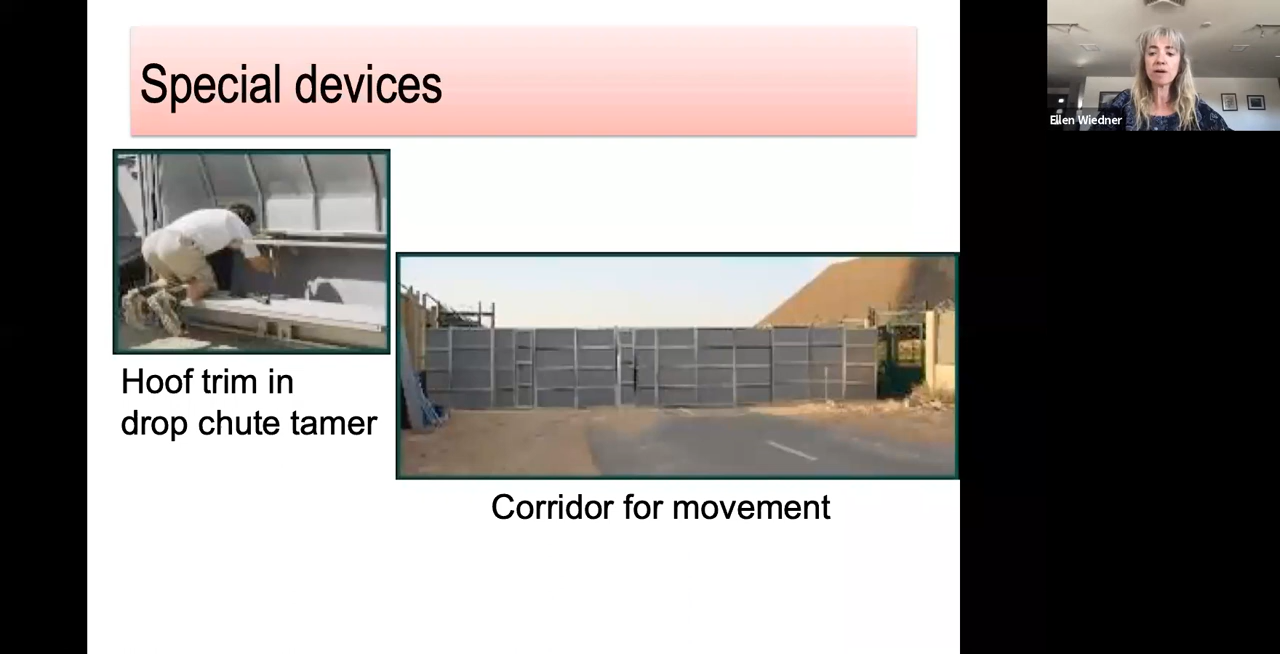 Special devices
Ellen Wiedner
Hoof trim in
drop chute tamer
Corridor for movement